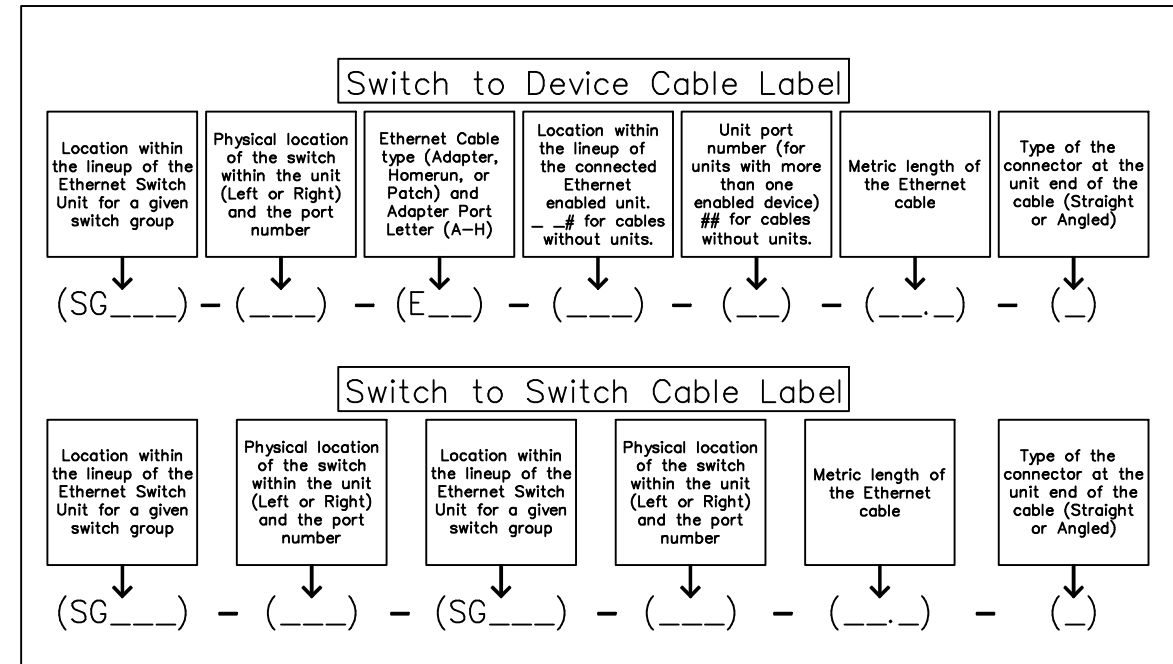 Switch to Device Cable Label
Location within
the lineup of the
Ethernet Switch
Unit for a given
switch group
Physical location
of the switch
within the unit
(Left or Right)
and the port
number
Ethernet Cable
type (Adapter,
Homerun, or
Patch) and
Adapter Port
Letter (A-H)
Location within
the lineup of
the connected
Ethernet
enabled unit.
_ _# for cables
without units.
Unit port
number (for
units with more
than one
enabled device)
## for cables
without units.
Metric length of
the Ethernet
cable
Type of the
connector at the
unit end of the
cable (Straight
or Angled)
(SG___) - (___) - (E__) - (___) - (__) - (__._) - (_)
Switch to Switch Cable Label
Location within
the lineup of the
Ethernet Switch
Unit for a given
switch group
Physical location
of the switch
within the unit
(Left or Right)
and the port
number
Location within
the lineup of the
Ethernet Switch
Unit for a given
switch group
Physical location
of the switch
within the unit
(Left or Right)
and the port
number
Metric length of
the Ethernet
cable
Type of the
connector at the
unit end of the
cable (Straight
or Angled)
(SG___) - (___) - (SG___) - (___) - (__._) - (_)